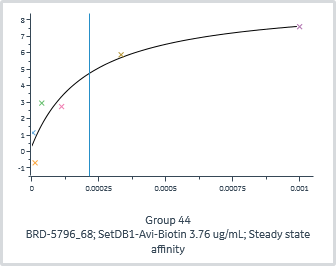 8
7
6
5
4
3
2
1
0
-1
0 0.00025 0.0005 0.00075 0.001
Group 44
BRD-5796_68; SetDB1-Avi-Biotin 3.76 ug/mL; Steady state
affinity